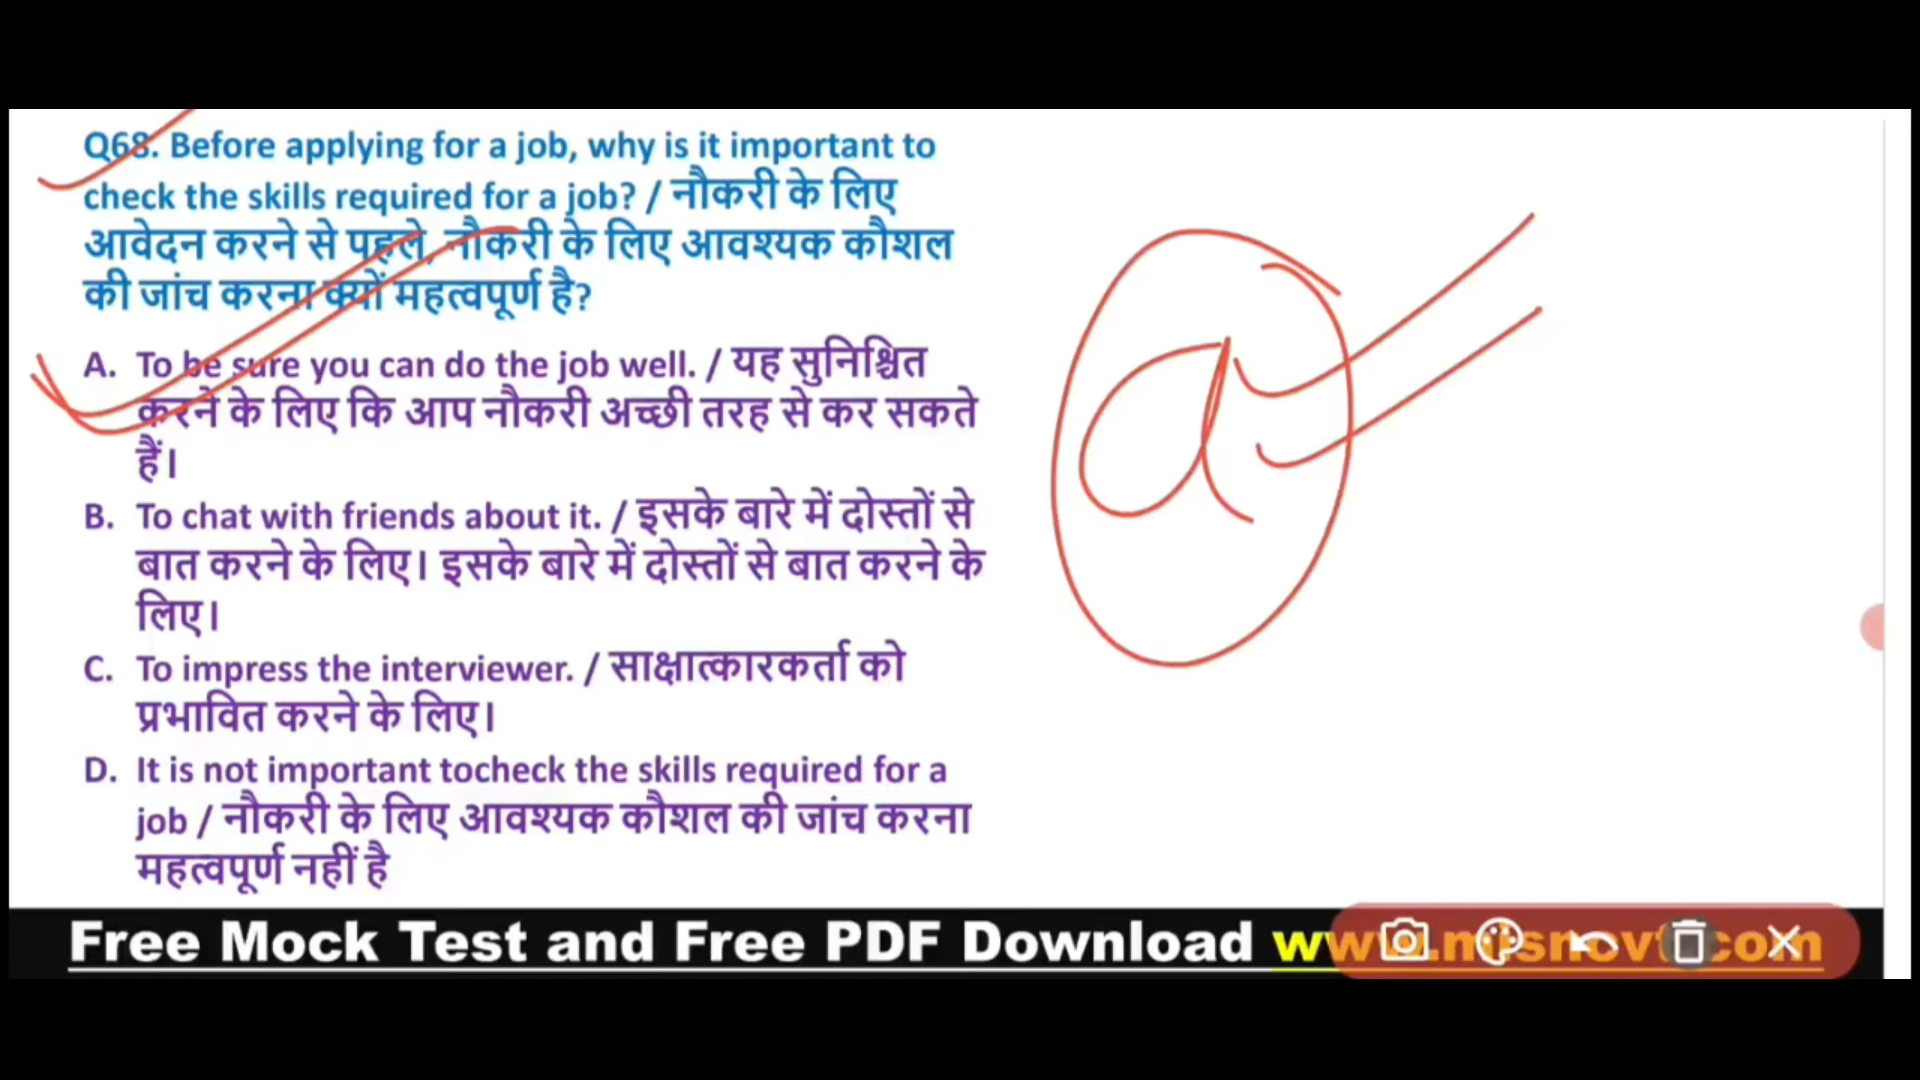 Q68. Before applying for a job, why is it important to
check the skills required for a job? / नौकरी के लिए
आवेदन करने से पहले, नौकरी के लिए आवश्यक कौशल
की जांच करना क्यों महत्वपूर्ण है?
A. To be sure you can do the job well. / यह सुनिश्चित
करने के लिए कि आप नौकरी अच्छी तरह से कर सकते
हैं।
B. To chat with friends about it. / इसके बारे में दोस्तों से
बात करने के लिए। इसके बारे में दोस्तों से बात करने के
लिए।
C. To impress the interviewer. / साक्षात्कारकर्ता को
प्रभावित करने के लिए।
D. It is not important tocheck the skills required for a
job / नौकरी के लिए आवश्यक कौशल की जांच करना
महत्वपूर्ण नहीं है
a
Free Mock Test and Free PDF Download